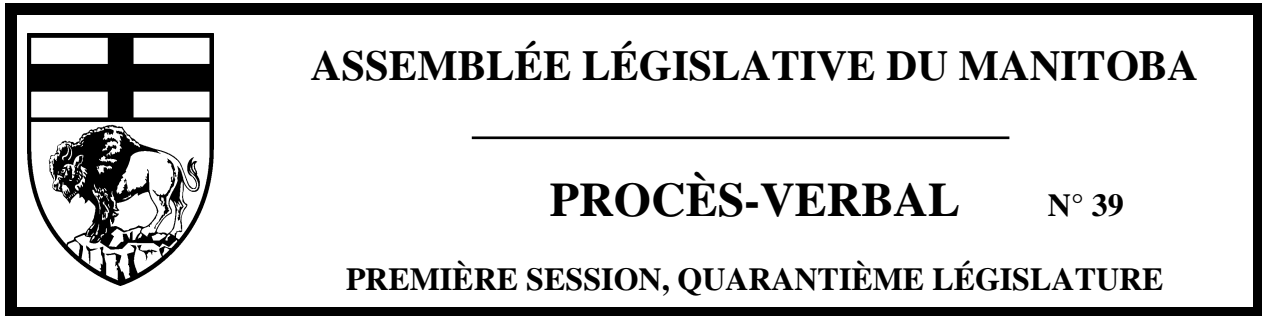 ASSEMBLÉE LÉGISLATIVE DU MANITOBA
PROCÈS-VERBAL N° 39
PREMIÈRE SESSION, QUARANTIÈME LÉGISLATURE